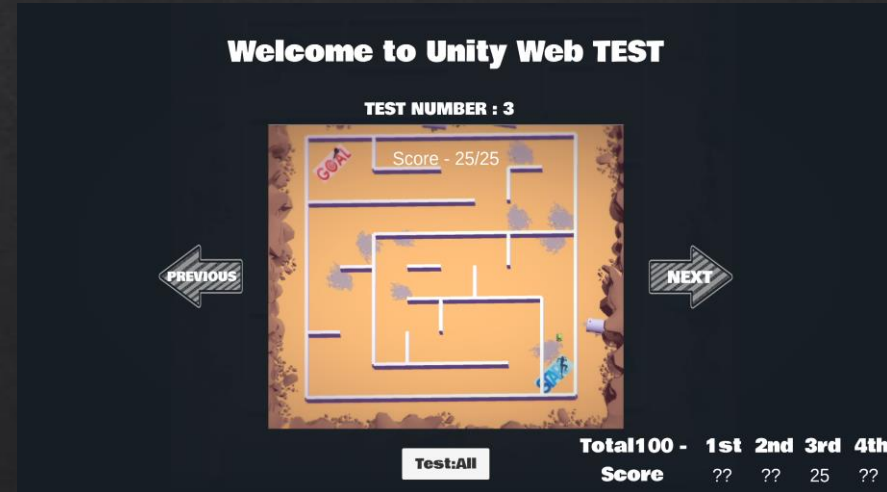 Welcome to Unity Web TEST
TEST NUMBER : 3
GOAL
Score - 25/25
PREVIOUS
NEXT
Test:All
Total100 - 1st 2nd 3rd 4th
Score ?? ?? 25 ??